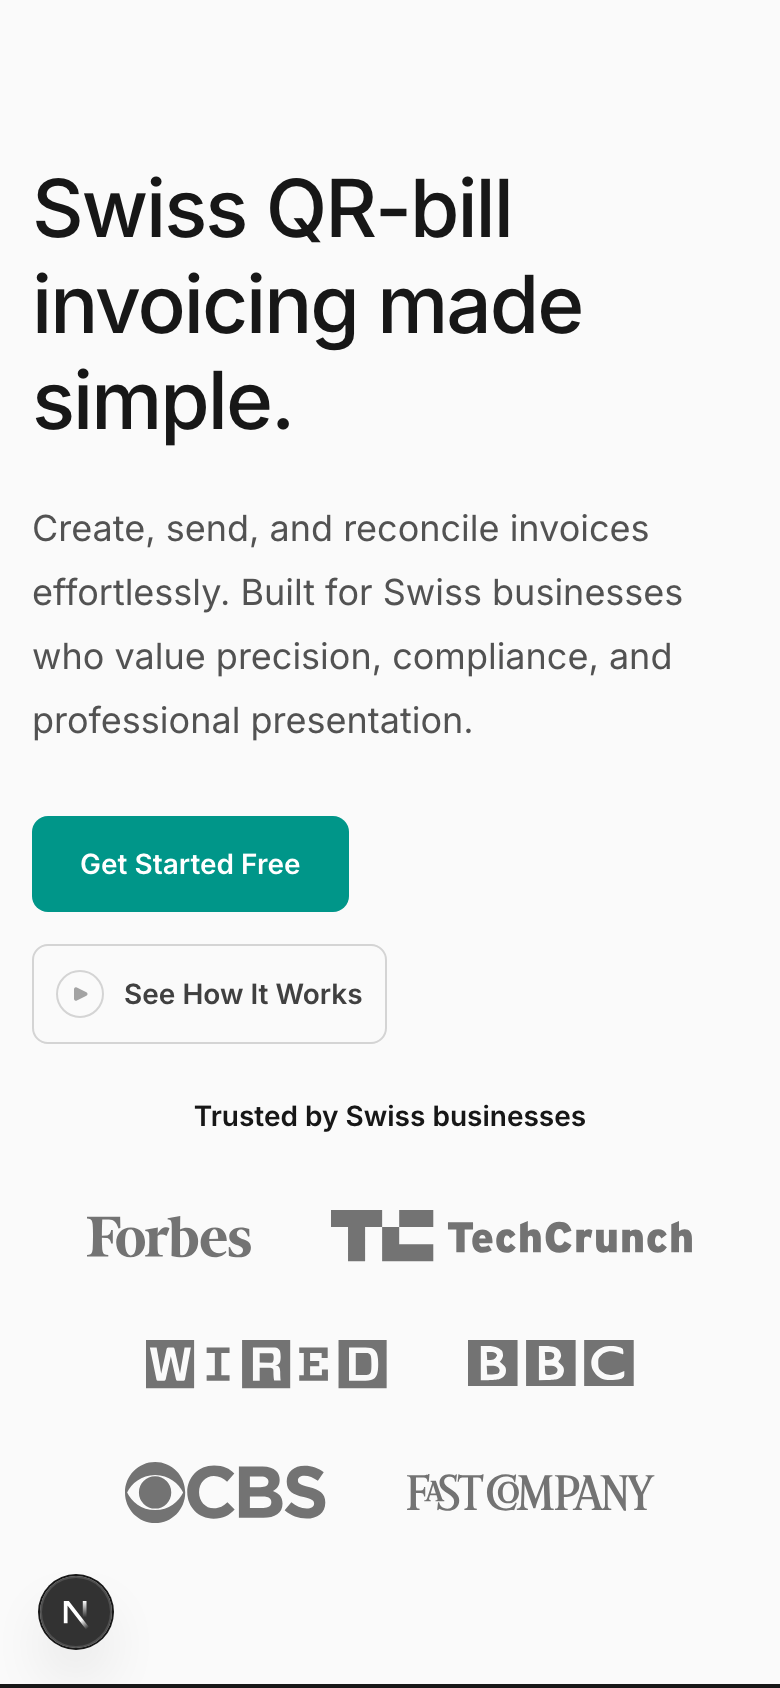 Swiss QR-bill
invoicing made
simple.
Create, send, and reconcile invoices
effortlessly. Built for Swiss businesses
who value precision, compliance, and
professional presentation.
Get Started Free
See How It Works
Trusted by Swiss businesses
Forbes
TC TechCrunch
WIRED
BBC
CBS
FAST COMPANY
N